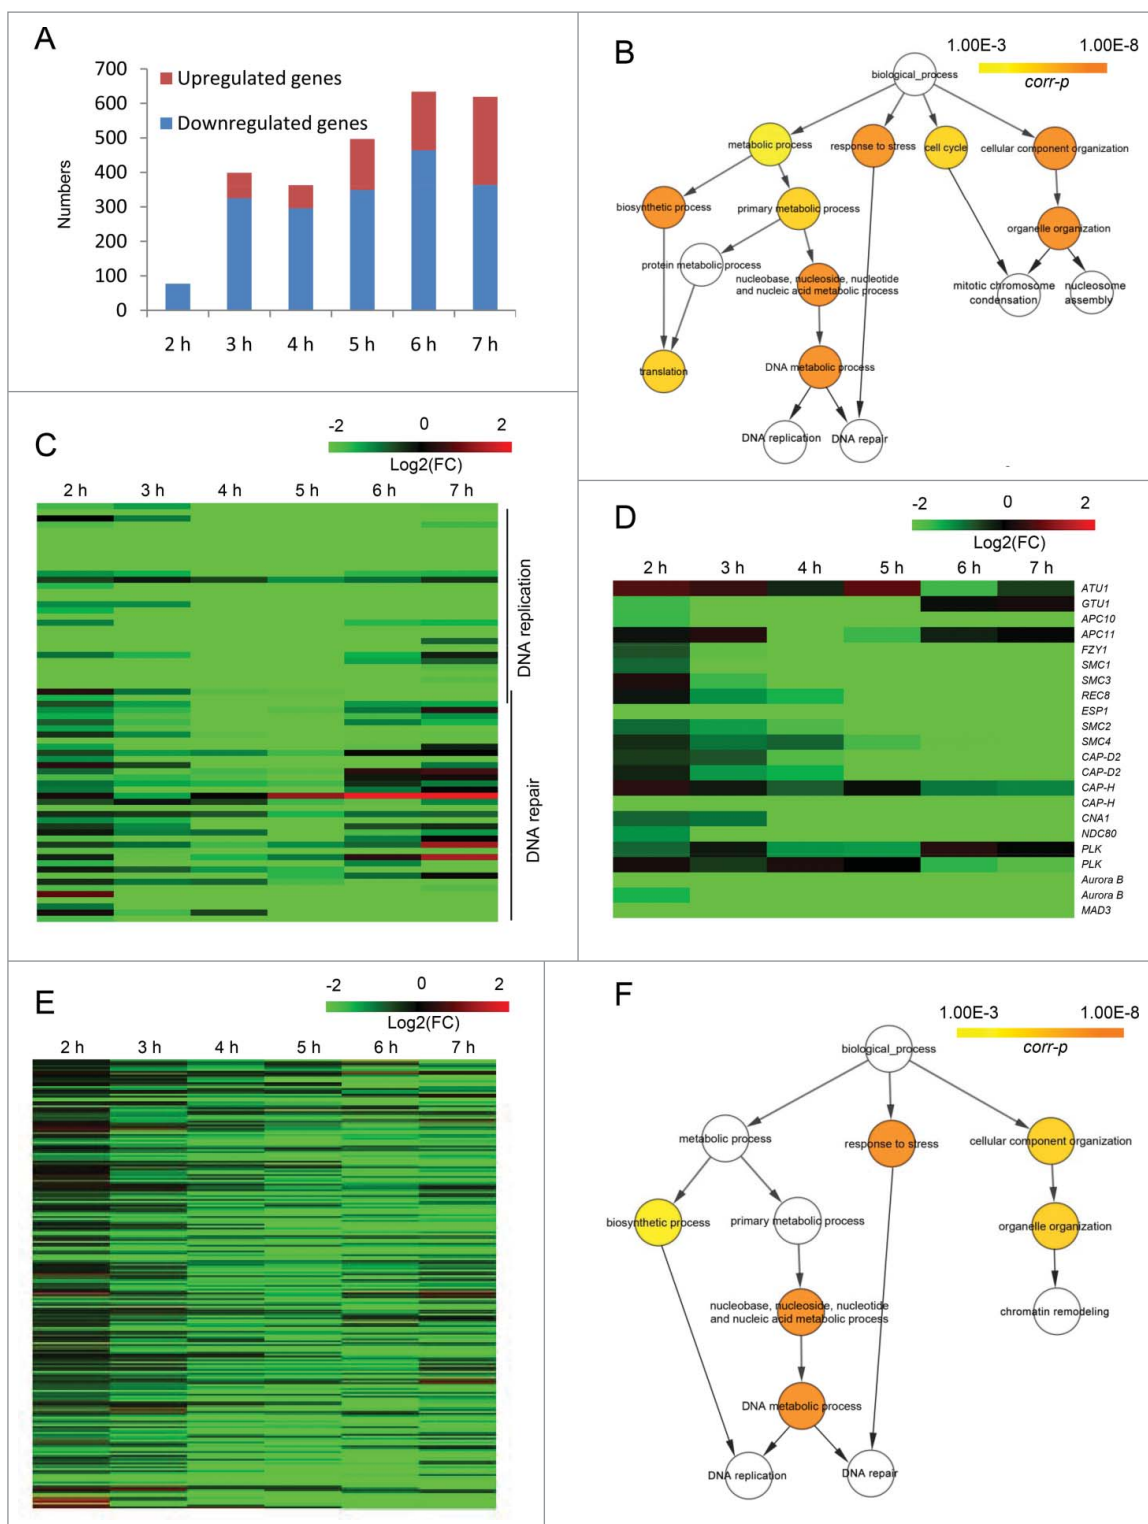 A
700
600
500
400
300
200
100
0
Numbers
Upregulated genes
Downregulated genes
2 h 3 h 4 h 5 h 6 h 7 h
B
1.00E-3 1.00E-8
corr-p
biological_process
metabolic process response to stress cell cycle cellular component organization
biosynthetic process primary metabolic process organelle organization
protein metabolic process
nucleobase, nucleoside, nucleotide
and nucleic acid metabolic process
mitotic chromosome
condensation
nucleosome
assembly
translation DNA metabolic process
DNA replication DNA repair
C
-2 0 2
Log2(FC)
2 h 3 h 4 h 5 h 6 h 7 h
DNA replication
DNA repair
D
-2 0 2
Log2(FC)
2 h 3 h 4 h 5 h 6 h 7 h
ATU1
GTU1
APC10
APC11
FZY1
SMC1
SMC3
REC8
ESP1
SMC2
SMC4
CAP-D2
CAP-D2
CAP-H
CAP-H
CNA1
NDC80
PLK
PLK
Aurora B
Aurora B
MAD3
E
-2 0 2
Log2(FC)
2 h 3 h 4 h 5 h 6 h 7 h
F
1.00E-3 1.00E-8
corr-p
biological_process
metabolic process response to stress cellular component organization
biosynthetic process primary metabolic process organelle organization
nucleobase, nucleoside, nucleotide
and nucleic acid metabolic process
chromatin remodeling
DNA metabolic process
DNA replication DNA repair